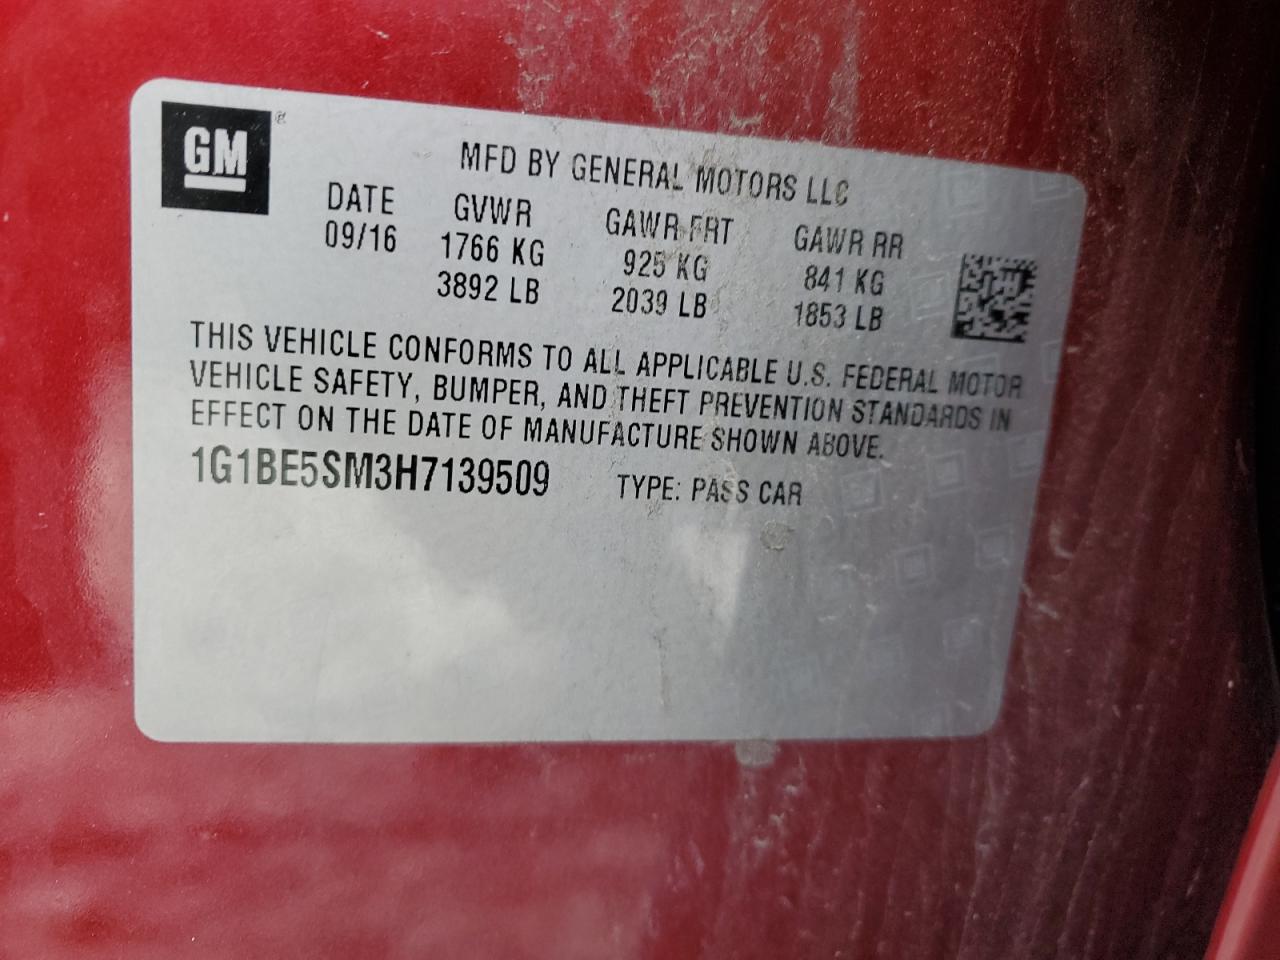 GM®
MFD BY GENERAL MOTORS LLC
DATE GVWR GAWR FRT GAWR RR
09/16 1766 KG 925 KG 841 KG
3892 LB 2039 LB 1853 LB
THIS VEHICLE CONFORMS TO ALL APPLICABLE U.S. FEDERAL MOTOR
VEHICLE SAFETY, BUMPER, AND THEFT PREVENTION STANDARDS IN
EFFECT ON THE DATE OF MANUFACTURE SHOWN ABOVE.
1G1BE5SM3H7139509 TYPE: PASS CAR